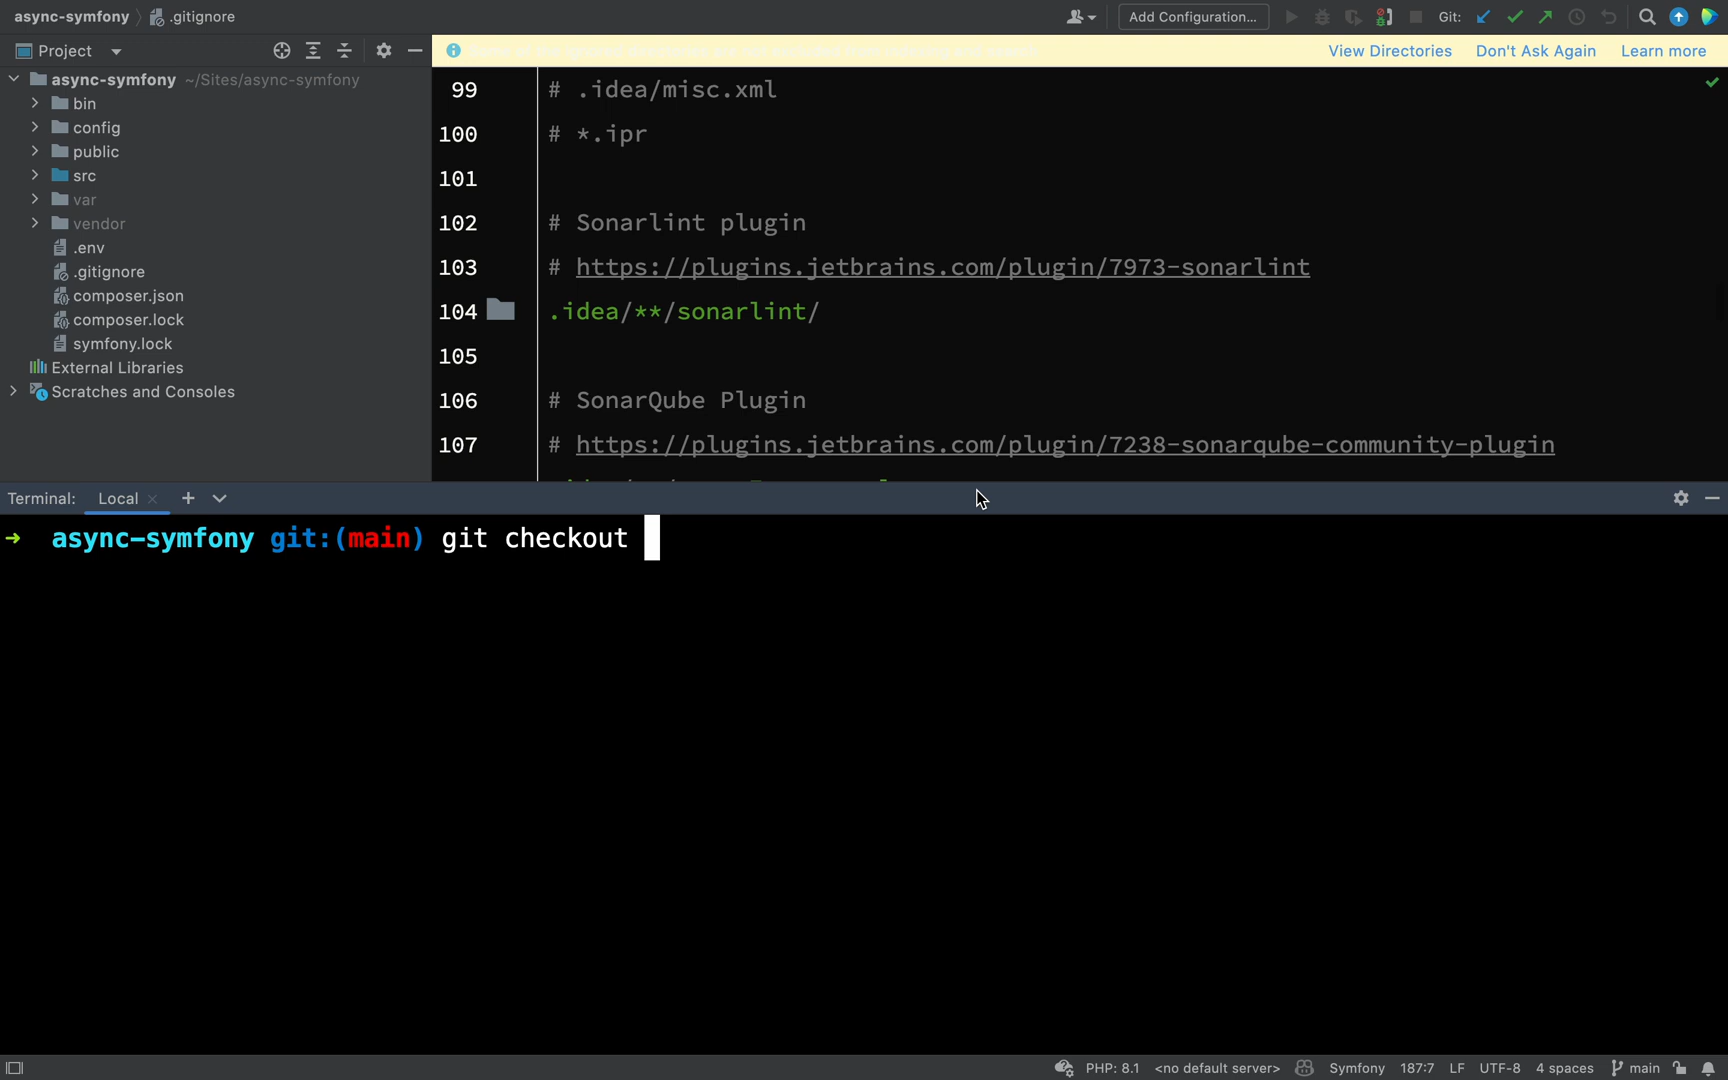 async-symfony .gitignore Add Configuration... Git:
Project View Directories Don't Ask Again Learn more
async-symfony ~/Sites/async-symfony
bin
config
public
src
var
vendor
.env
.gitignore
composer.json
composer.lock
symfony.lock
External Libraries
Scratches and Consoles
99 # .idea/misc.xml
100 # *.ipr
101
102 # Sonarlint plugin
103 # https://plugins.jetbrains.com/plugin/7973-sonarlint
104 .idea/**/sonarlint/
105
106 # SonarQube Plugin
107 # https://plugins.jetbrains.com/plugin/7238-sonarqube-community-plugin
Terminal: Local
→ async-symfony git:(main) git checkout
PHP: 8.1 <no default server> Symfony 187:7 LF UTF-8 4 spaces main